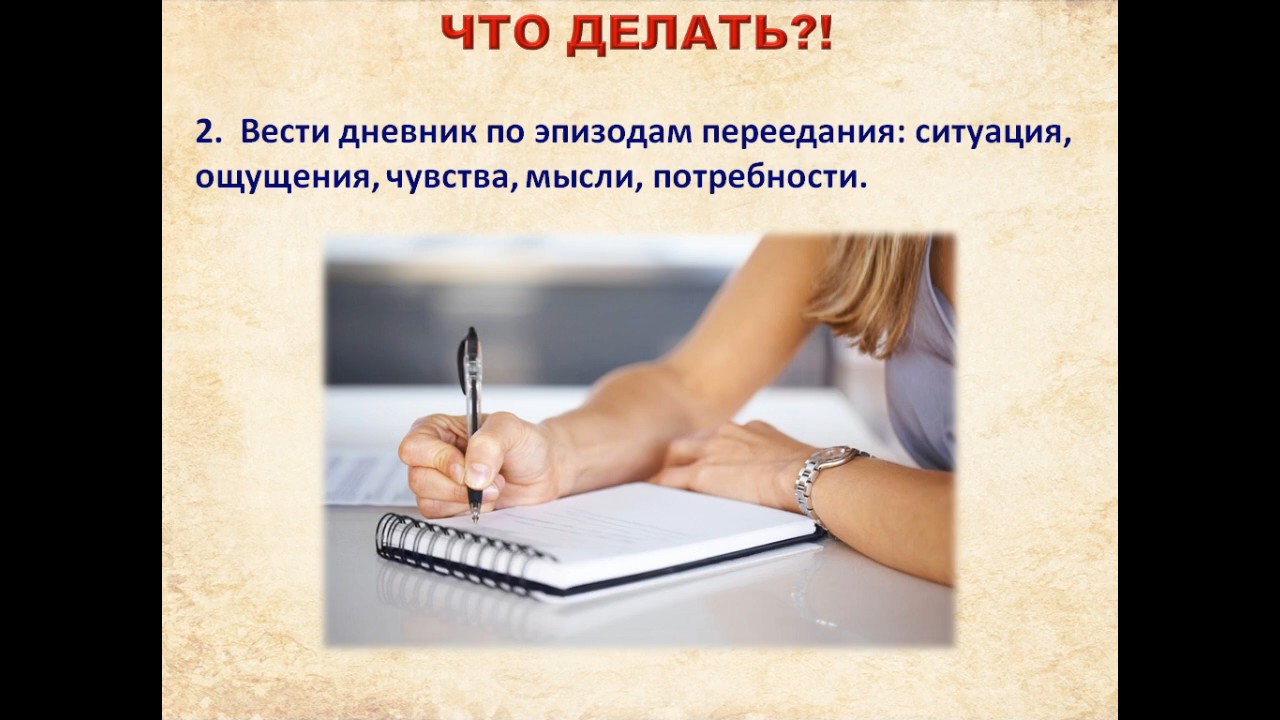 ЧТО ДЕЛАТЬ?!
2. Вести дневник по эпизодам переедания: ситуация,
ощущения, чувства, мысли, потребности.